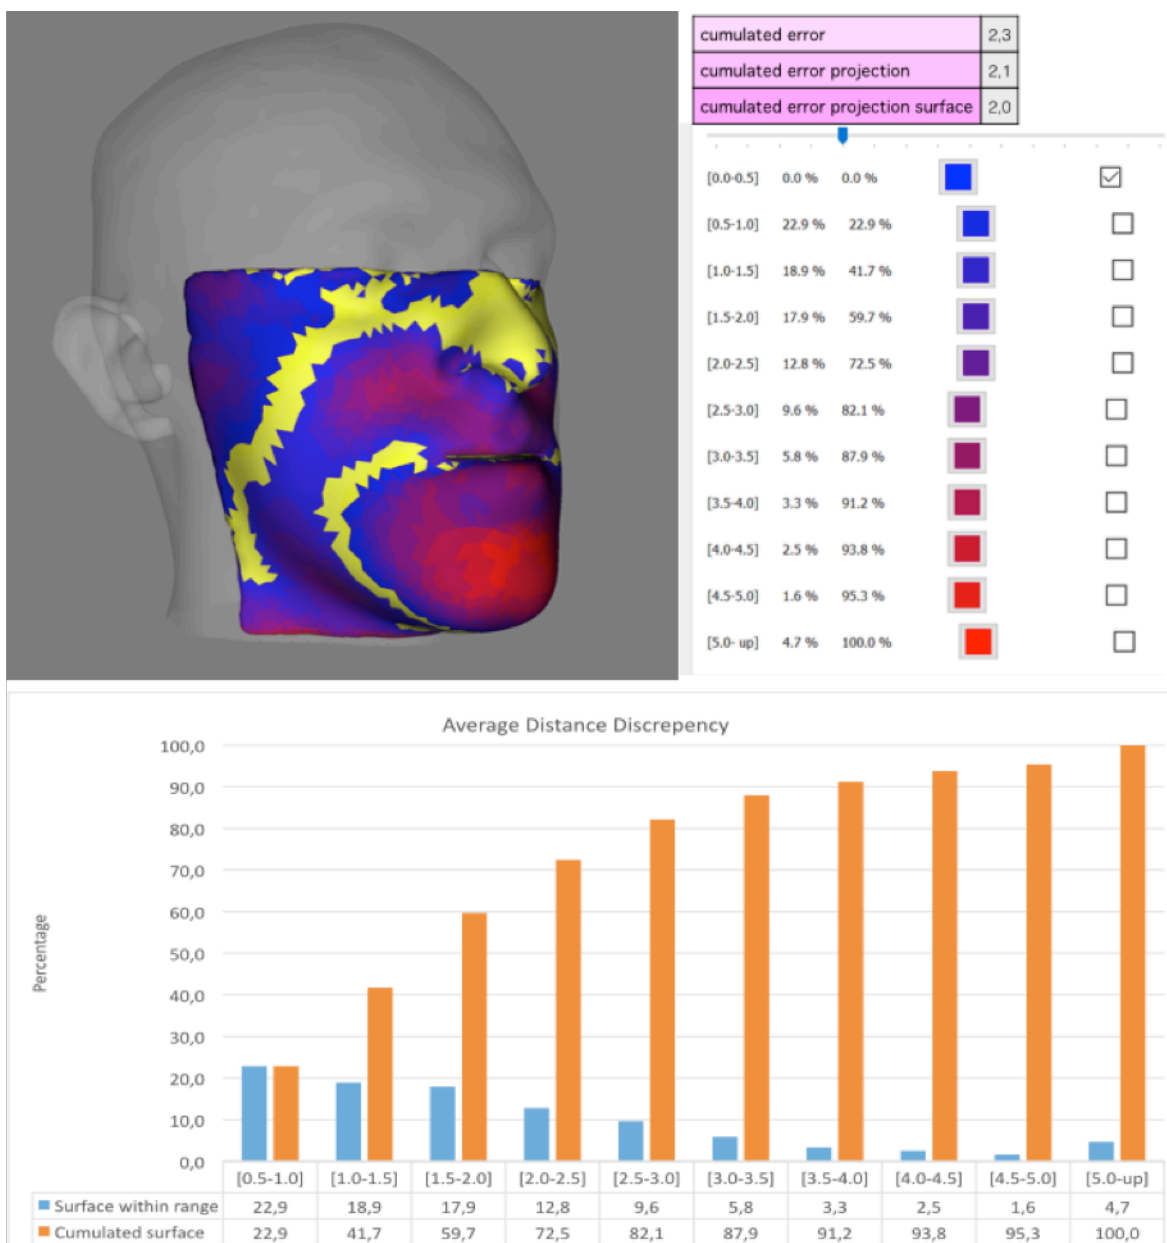 cumulated error 2,3
cumulated error projection 2,1
cumulated error projection surface 2,0
[0.0-0.5] 0.0 % 0.0 %
[0.5-1.0] 22.9 % 22.9 %
[1.0-1.5] 18.9 % 41.7 %
[1.5-2.0] 17.9 % 59.7 %
[2.0-2.5] 12.8 % 72.5 %
[2.5-3.0] 9.6 % 82.1 %
[3.0-3.5] 5.8 % 87.9 %
[3.5-4.0] 3.3 % 91.2 %
[4.0-4.5] 2.5 % 93.8 %
[4.5-5.0] 1.6 % 95.3 %
[5.0- up] 4.7 % 100.0 %
Average Distance Discrepency
Percentage
100,0
90,0
80,0
70,0
60,0
50,0
40,0
30,0
20,0
10,0
0,0
[0.5-1.0] [1.0-1.5] [1.5-2.0] [2.0-2.5] [2.5-3.0] [3.0-3.5] [3.5-4.0] [4.0-4.5] [4.5-5.0] [5.0-up]
Surface within range 22,9 18,9 17,9 12,8 9,6 5,8 3,3 2,5 1,6 4,7
Cumulated surface 22,9 41,7 59,7 72,5 82,1 87,9 91,2 93,8 95,3 100,0